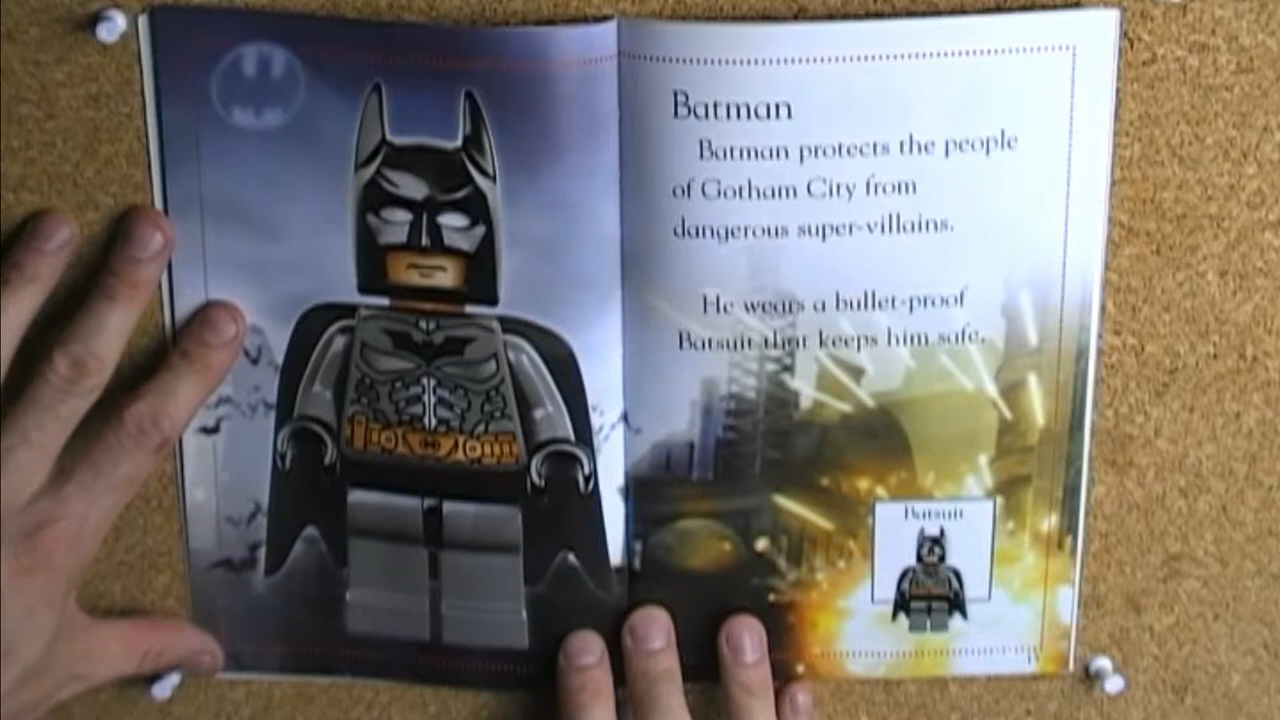 Batman
Batman protects the people
of Gotham City from
dangerous super-villains.
He wears a bullet-proof
Batsuit that keeps him safe.
Batsuit